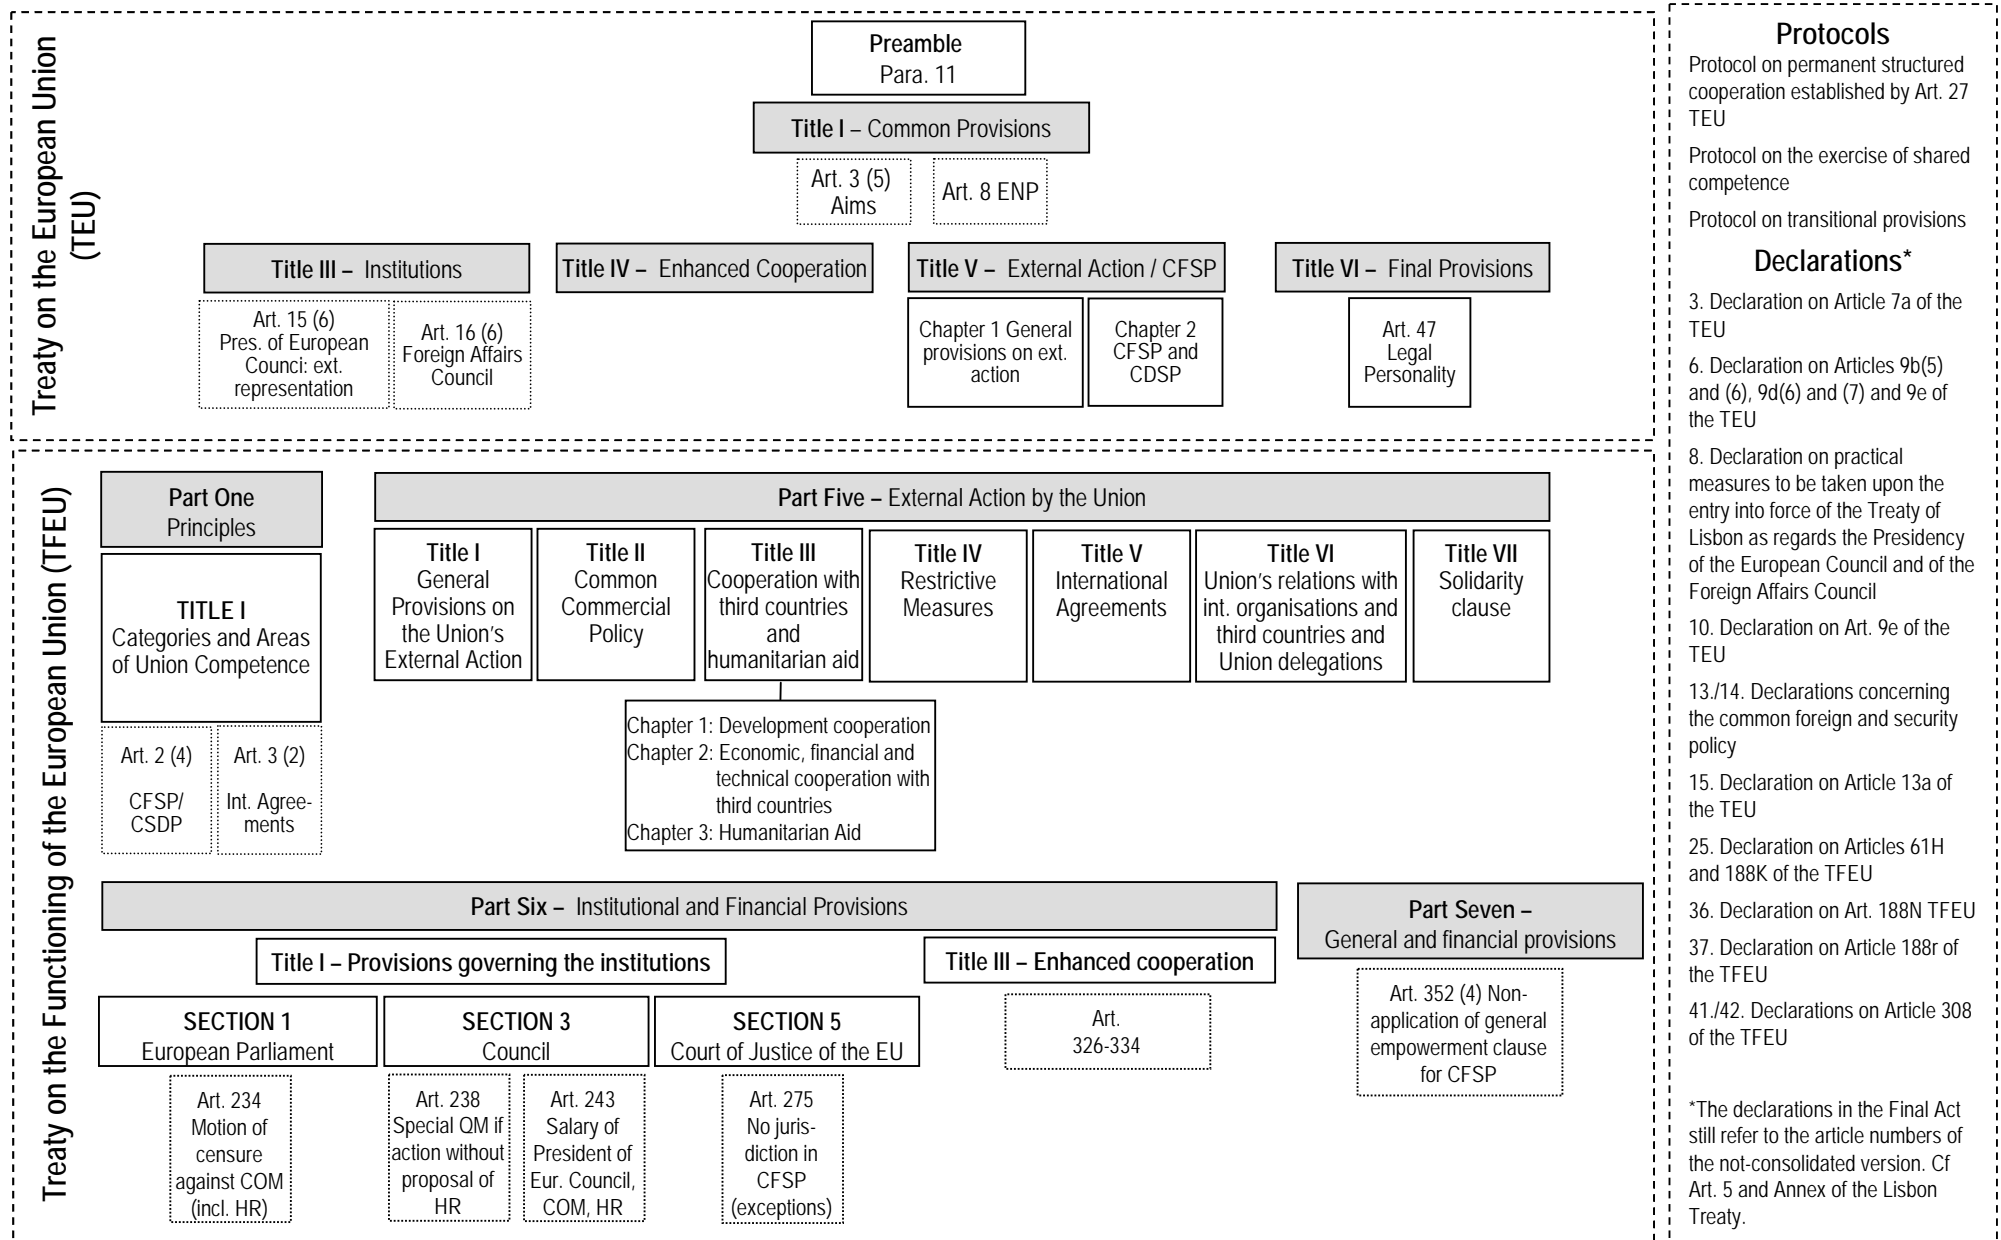 Treaty on the European Union
(TEU)
Preamble
Para. 11
Title I – Common Provisions
Art. 3 (5)
Aims
Art. 8 ENP
Title III – Institutions
Art. 15 (6)
Pres. of European
Counci: ext.
representation
Art. 16 (6)
Foreign Affairs
Council
Title IV – Enhanced Cooperation
Title V – External Action / CFSP
Chapter 1 General
provisions on ext.
action
Chapter 2
CFSP and
CDSP
Title VI – Final Provisions
Art. 47
Legal
Personality
Treaty on the Functioning of the European Union (TFEU)
Part One
Principles
TITLE I
Categories and Areas
of Union Competence
Art. 2 (4)
CFSP/
CSDP
Art. 3 (2)
Int. Agree-
ments
Part Five – External Action by the Union
Title I
General
Provisions on
the Union's
External Action
Title II
Common
Commercial
Policy
Title III
Cooperation with
third countries
and
humanitarian aid
Title IV
Restrictive
Measures
Title V
International
Agreements
Title VI
Union's relations with
int. organisations and
third countries and
Union delegations
Title VII
Solidarity
clause
Chapter 1: Development cooperation
Chapter 2: Economic, financial and
technical cooperation with
third countries
Chapter 3: Humanitarian Aid
Part Six – Institutional and Financial Provisions
Title I – Provisions governing the institutions
SECTION 1
European Parliament
Art. 234
Motion of
censure
against COM
(incl. HR)
SECTION 3
Council
Art. 238
Special QM if
action without
proposal of
HR
Art. 243
Salary of
President of
Eur. Council,
COM, HR
SECTION 5
Court of Justice of the EU
Art. 275
No juris-
diction in
CFSP
(exceptions)
Title III – Enhanced cooperation
Art.
326-334
Part Seven –
General and financial provisions
Art. 352 (4) Non-
application of general
empowerment clause
for CFSP
Protocols
Protocol on permanent structured
cooperation established by Art. 27
TEU
Protocol on the exercise of shared
competence
Protocol on transitional provisions
Declarations*
3. Declaration on Article 7a of the
TEU
6. Declaration on Articles 9b(5)
and (6), 9d(6) and (7) and 9e of
the TEU
8. Declaration on practical
measures to be taken upon the
entry into force of the Treaty of
Lisbon as regards the Presidency
of the European Council and of the
Foreign Affairs Council
10. Declaration on Art. 9e of the
TEU
13./14. Declarations concerning
the common foreign and security
policy
15. Declaration on Article 13a of
the TEU
25. Declaration on Articles 61H
and 188K of the TFEU
36. Declaration on Art. 188N TFEU
37. Declaration on Article 188r of
the TFEU
41./42. Declarations on Article 308
of the TFEU
*The declarations in the Final Act
still refer to the article numbers of
the not-consolidated version. Cf
Art. 5 and Annex of the Lisbon
Treaty.